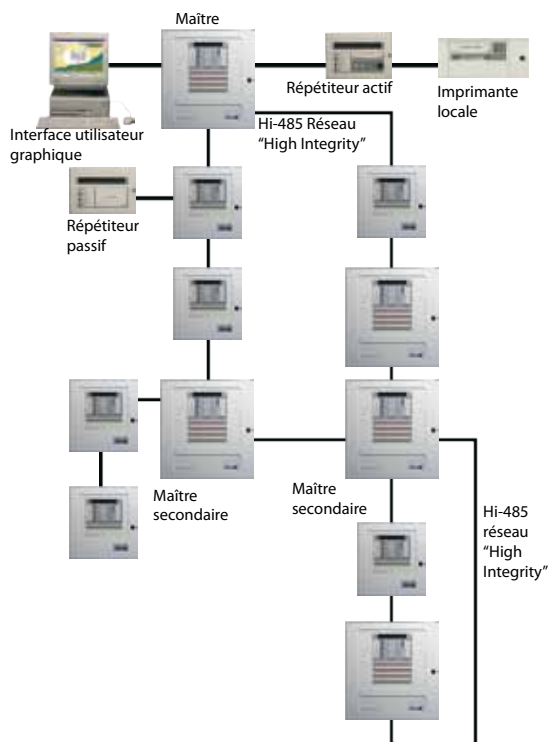 Maître
Répétiteur actif
Imprimante
locale
Interface utilisateur
graphique
Hi-485 Réseau
“High Integrity”
Répétiteur
passif
Maître
secondaire
Maître
secondaire
Hi-485
réseau
“High
Integrity”